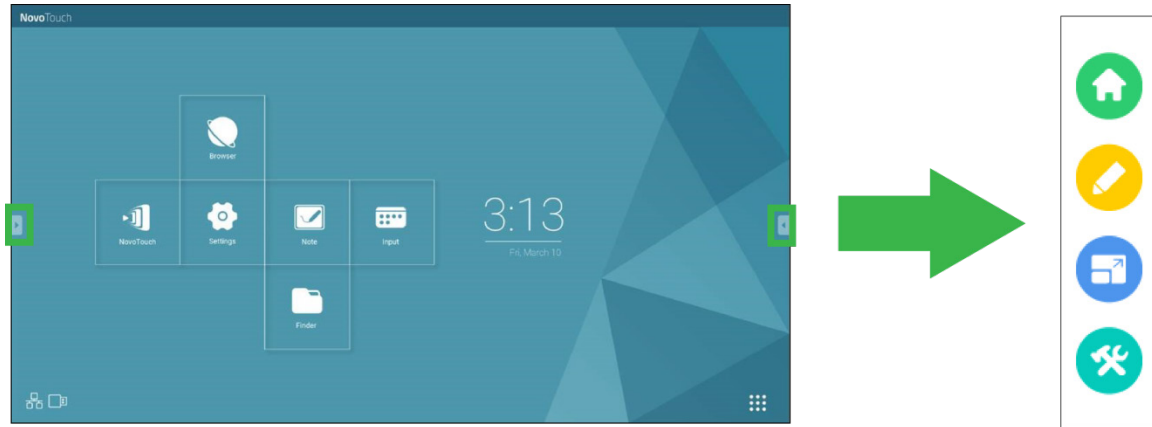 NovoTouch
Browser
NovoTouch
Settings
Note
Input
3:13
Fri, March 10
Finder